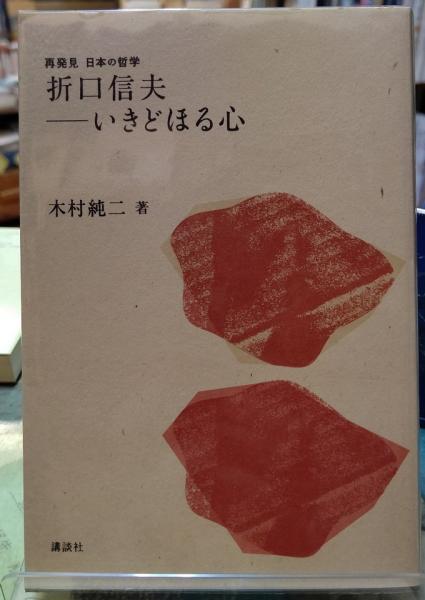 再発見 日本の哲学
折口信夫
——いきどほる心
木村純二 著
講談社